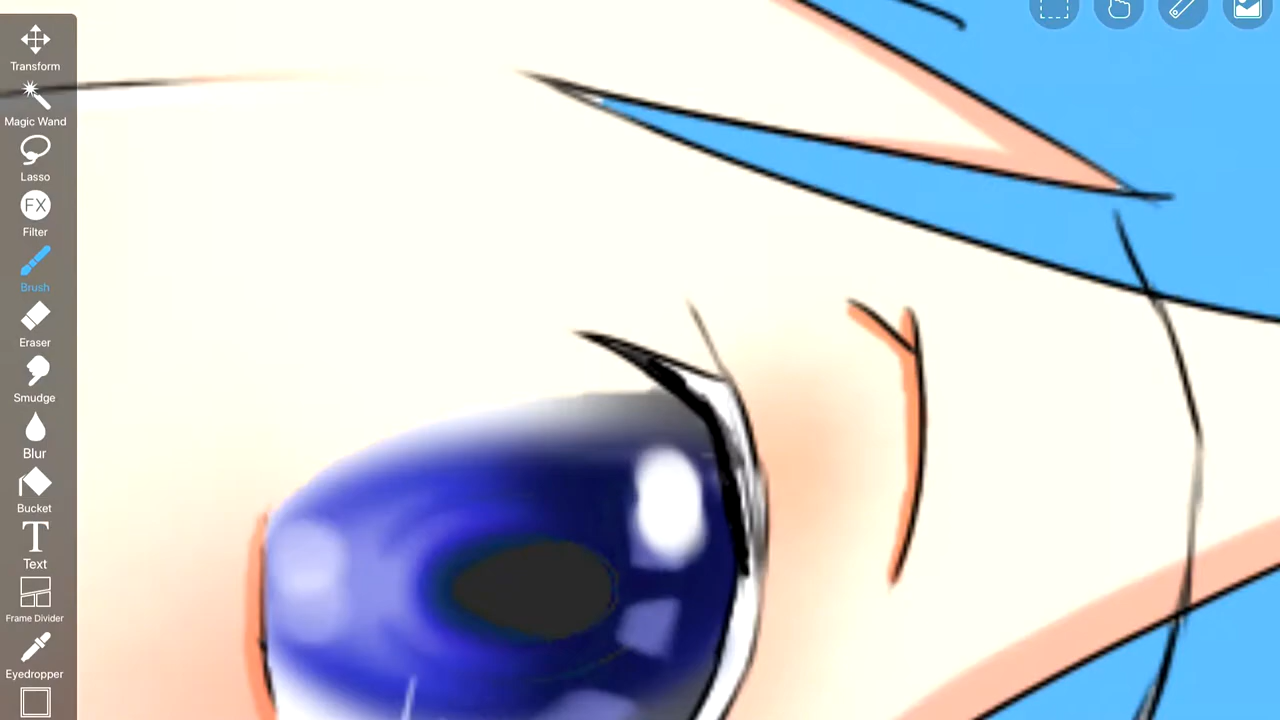 Transform
Magic Wand
Lasso
FX
Filter
Brush
Eraser
Smudge
Blur
Bucket
T
Text
Frame Divider
Eyedropper